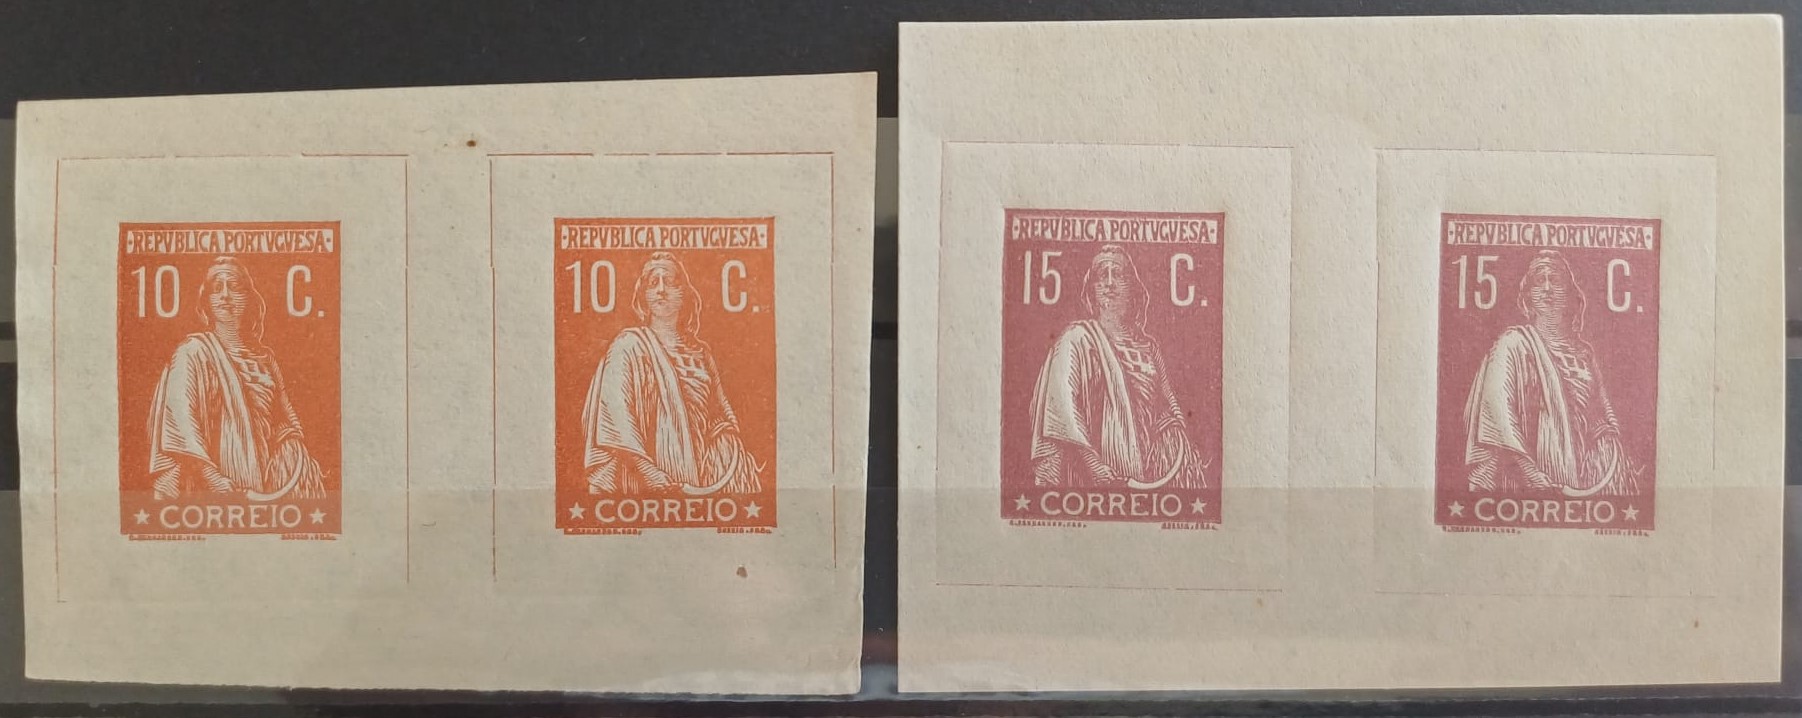 ·REPVBLICA PORTVGVESA·
10 C.
★ CORREIO ★
·REPVBLICA PORTVGVESA·
10 C.
★ CORREIO ★
·REPVBLICA PORTVGVESA·
15 C.
★ CORREIO ★
·REPVBLICA PORTVGVESA·
15 C.
★ CORREIO ★